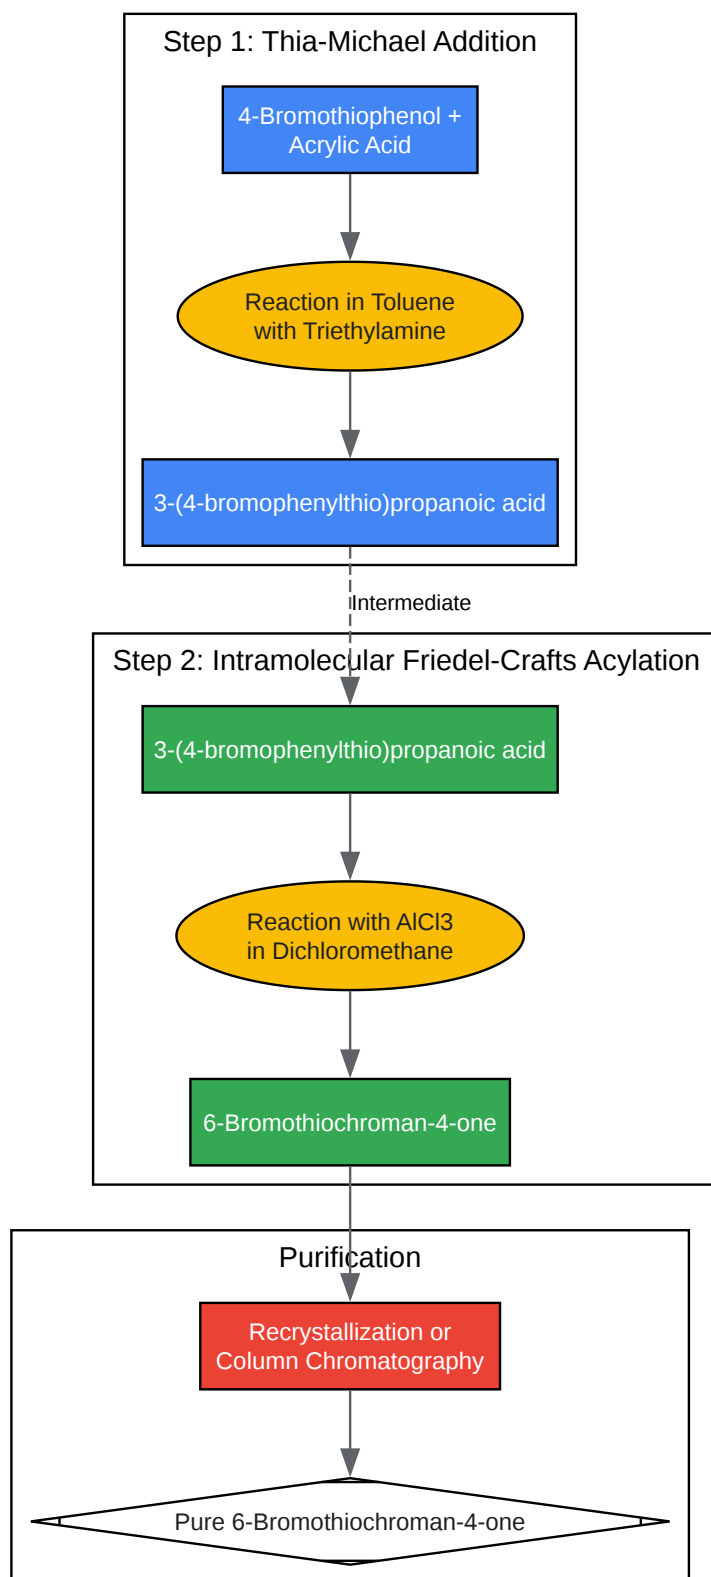 Step 1: Thia-Michael Addition
4-Bromothiophenol +
Acrylic Acid
Reaction in Toluene
with Triethylamine
3-(4-bromophenylthio)propanoic acid
Intermediate
Step 2: Intramolecular Friedel-Crafts Acylation
3-(4-bromophenylthio)propanoic acid
Reaction with AlCl3
in Dichloromethane
6-Bromothiochroman-4-one
Purification
Recrystallization or
Column Chromatography
Pure 6-Bromothiochroman-4-one